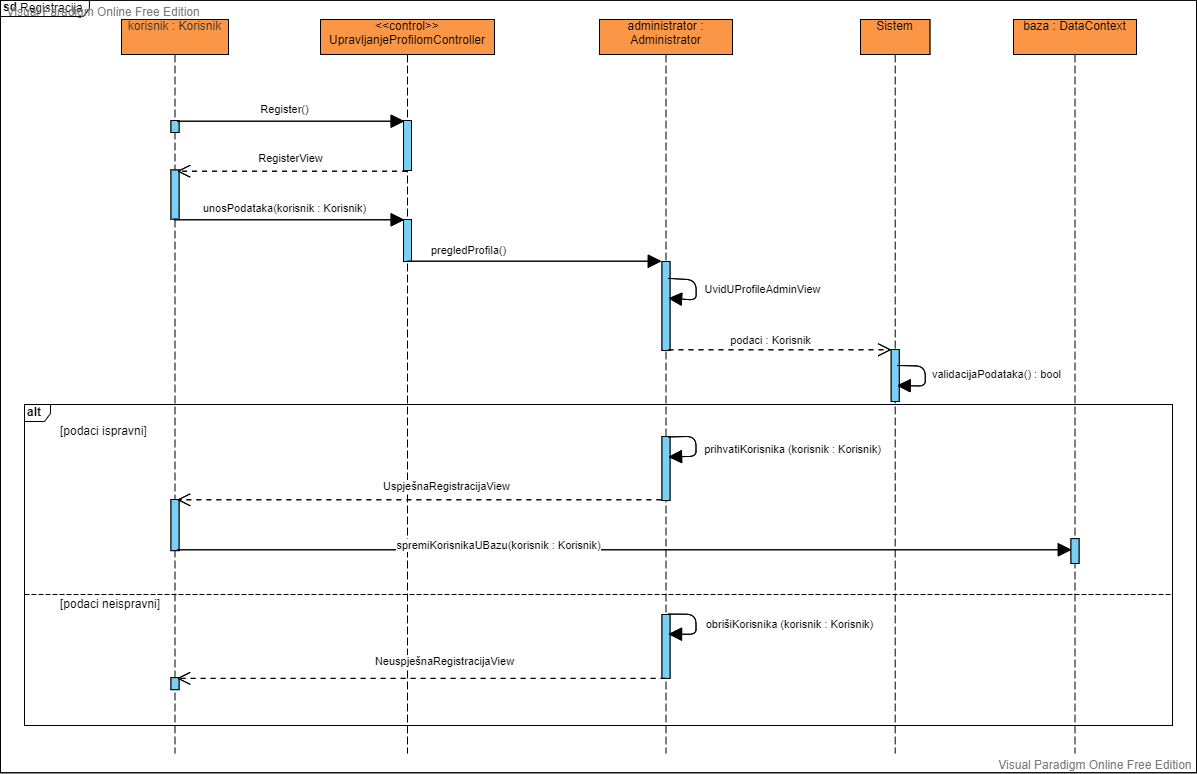 sd Registracija
Visual Paradigm Online Free Edition
korisnik : Korisnik
<<control>>
UpravljanjeProfilomController
administrator :
Administrator
Sistem
baza : DataContext
Register()
RegisterView
unosPodataka(korisnik : Korisnik)
pregledProfila()
UvidUProfileAdminView
podaci : Korisnik
validacijaPodataka() : bool
alt
[podaci ispravni]
prihvatiKorisnika (korisnik : Korisnik)
UspješnaRegistracijaView
spremiKorisnikaUBazu(korisnik : Korisnik)
[podaci neispravni]
obrišiKorisnika (korisnik : Korisnik)
NeuspješnaRegistracijaView
Visual Paradigm Online Free Edition